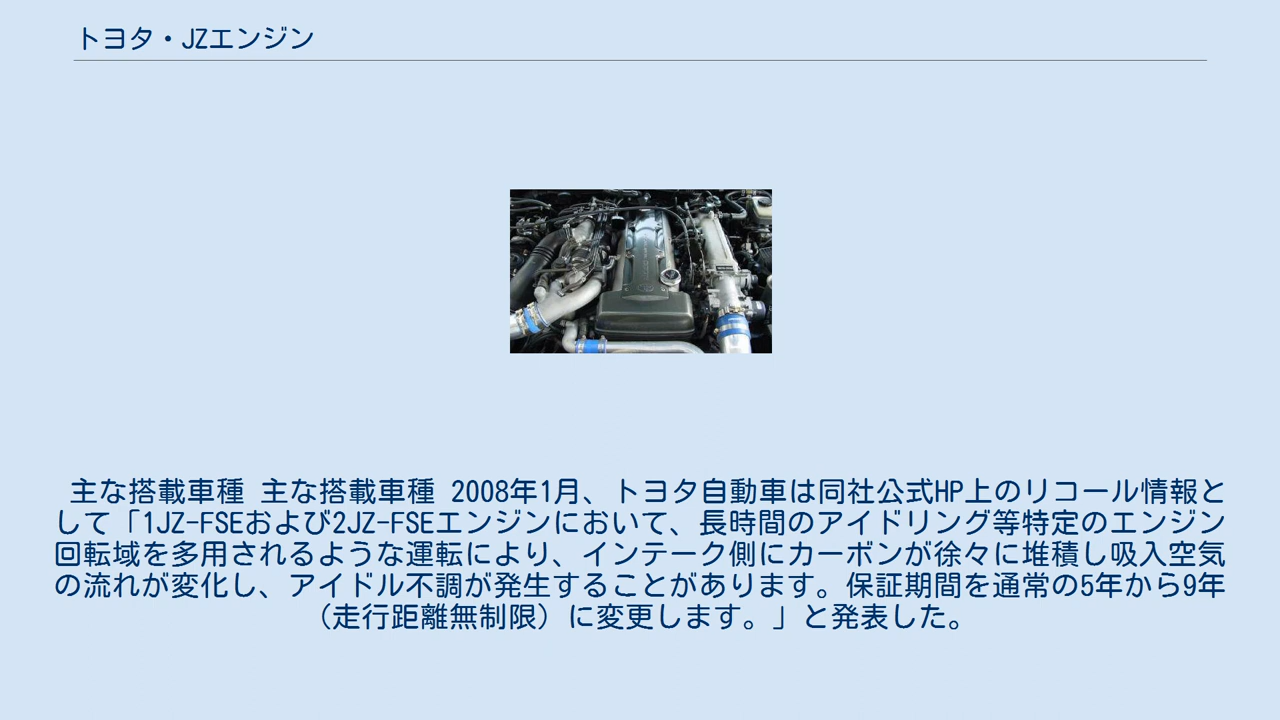 トヨタ・JZエンジン
主な搭載車種 主な搭載車種 2008年1月、トヨタ自動車は同社公式HP上のリコール情報と
して「1JZ-FSEおよび2JZ-FSEエンジンにおいて、長時間のアイドリング等特定のエンジン
回転域を多用されるような運転により、インテーク側にカーボンが徐々に堆積し吸入空気
の流れが変化し、アイドル不調が発生することがあります。保証期間を通常の5年から9年
（走行距離無制限）に変更します。」と発表した。